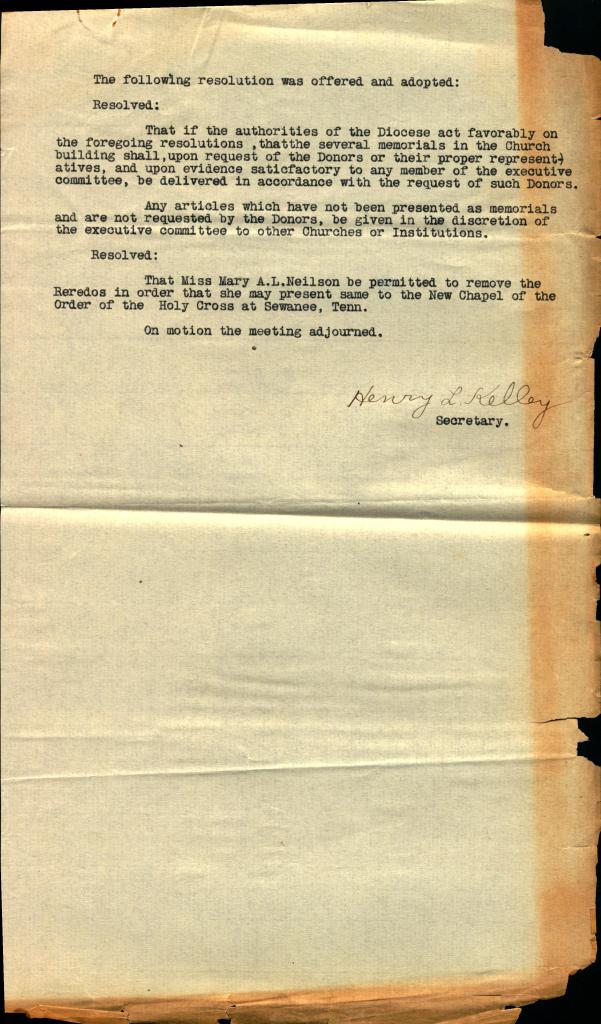 The following resolution was offered and adopted:
Resolved:
That if the authorities of the Diocese act favorably on
the foregoing resolutions ,thatthe several memorials in the Church
building shall,upon request of the Donors or their proper represent-)
atives, and upon evidence saticfactory to any member of the executive
committee, be delivered in accordance with the request of such Donors.
Any articles which have not been presented as memorials
and are not requested by the Donors, be given in the discretion of
the executive committee to other Churches or Institutions.
Resolved:
That Miss Mary A.L.Neilson be permitted to remove the
Reredos in order that she may present same to the New Chapel of the
Order of the Holy Cross at Sewanee, Tenn.
On motion the meeting adjourned.
Henry L. Kelley
Secretary.